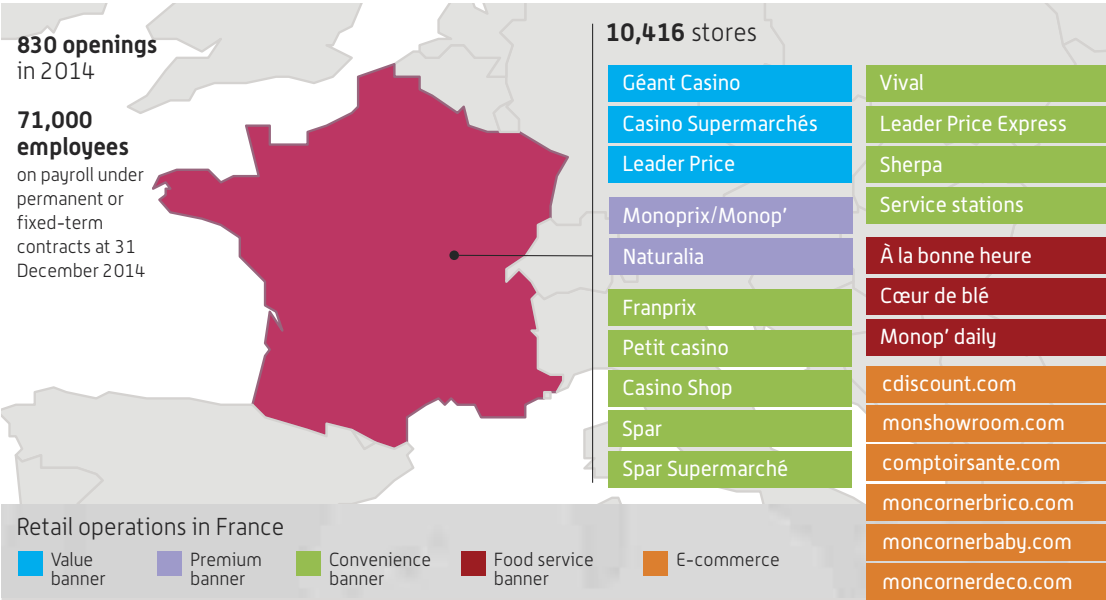 830 openings
in 2014
71,000
employees
on payroll under
permanent or
fixed-term
contracts at 31
December 2014
10,416 stores
Géant Casino
Casino Supermarchés
Leader Price
Monoprix/Monop’
Naturalia
Franprix
Petit casino
Casino Shop
Spar
Spar Supermarché
Vival
Leader Price Express
Sherpa
Service stations
À la bonne heure
Cœur de blé
Monop’ daily
cdiscount.com
monshowroom.com
comptoirsante.com
moncornerbrico.com
moncornerbaby.com
moncornerdeco.com
Retail operations in France
Value
banner
Premium
banner
Convenience
banner
Food service
banner
E-commerce